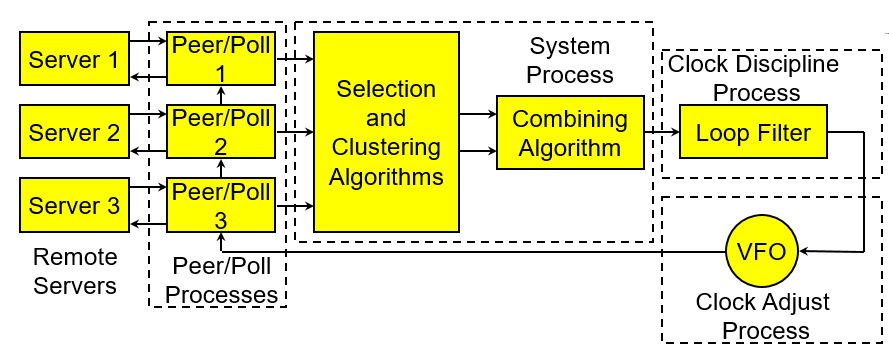 Server 1
Peer/Poll
1
Server 2
Peer/Poll
2
Server 3
Peer/Poll
3
Remote
Servers
Peer/Poll
Processes
Selection
and
Clustering
Algorithms
System
Process
Combining
Algorithm
Clock Discipline
Process
Loop Filter
VFO
Clock Adjust
Process